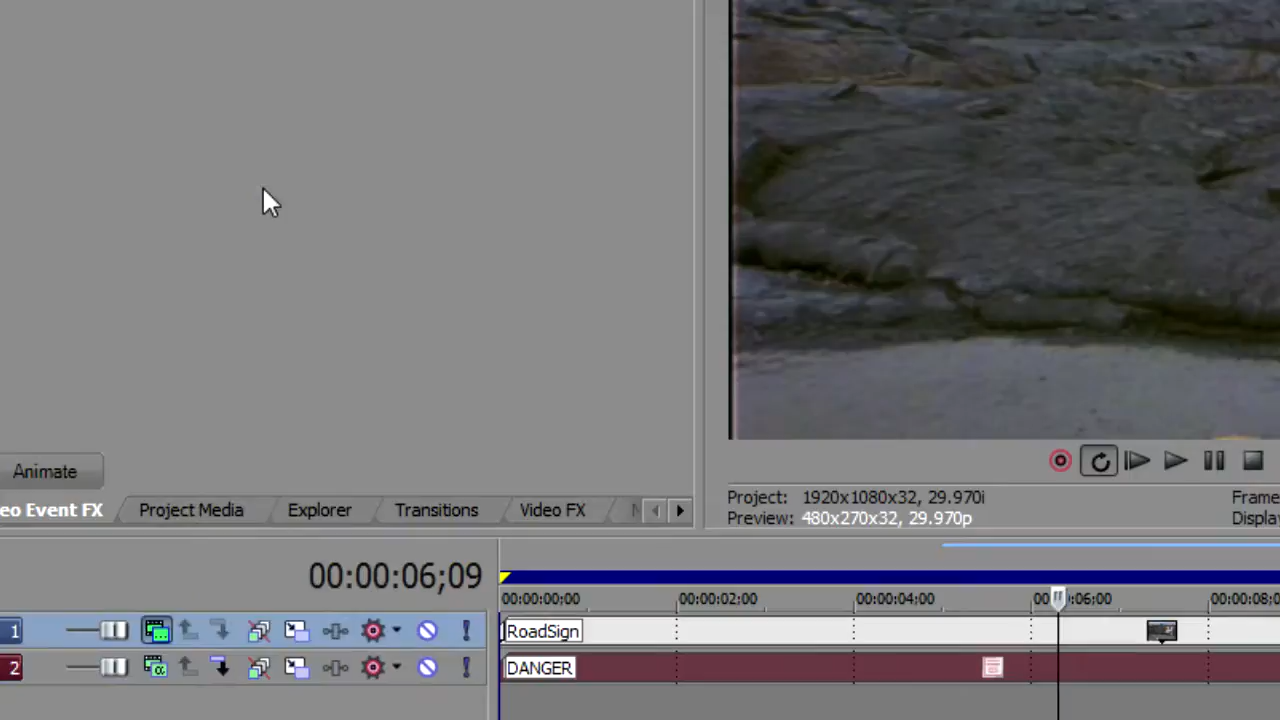 Animate
eo Event FX
Project Media
Explorer
Transitions
Video FX
Project: 1920x1080x32, 29.970i
Frame
Preview: 480x270x32, 29.970p
Displa
00:00:06;09
00:00:00;00
00:00:02;00
00:00:04;00
00:00:06;00
00:00:08;0
1
RoadSign
2
DANGER